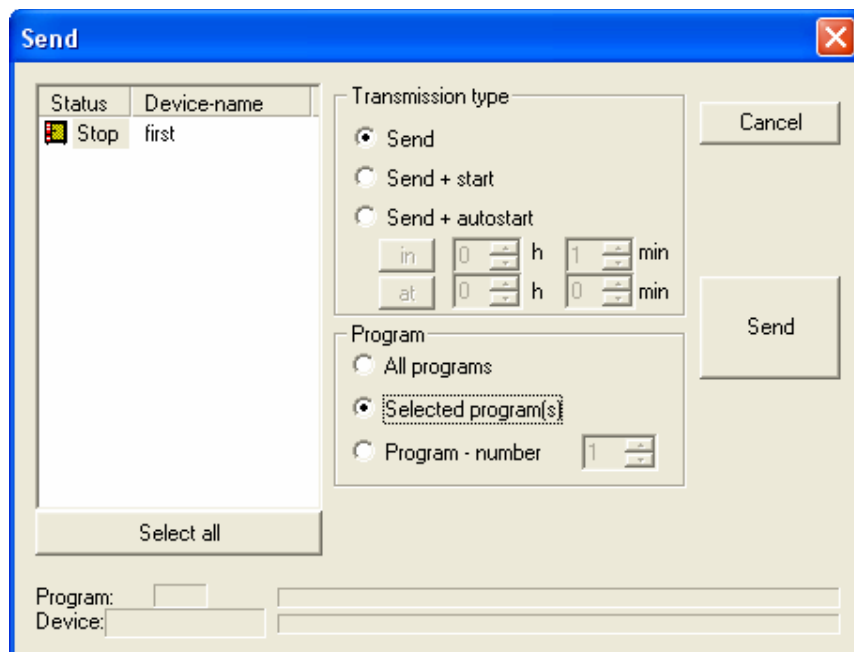 Send
Status Device-name
Stop first
Select all
Transmission type
Send
Send + start
Send + autostart
in 0 h 1 min
at 0 h 0 min
Program
All programs
Selected program(s)
Program - number 1
Cancel
Send
Program:
Device: